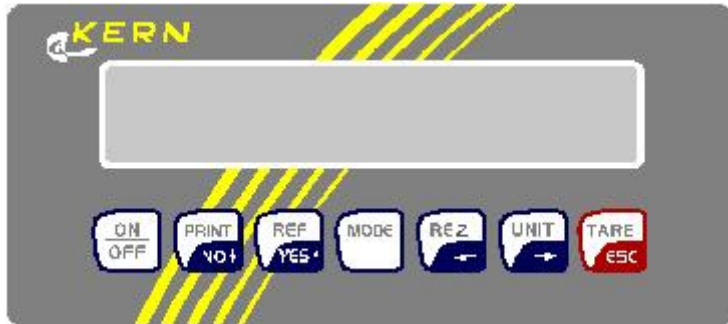 KERN
ON PRINT REF MODE REZ UNIT TARE
OFF NO YES ESC